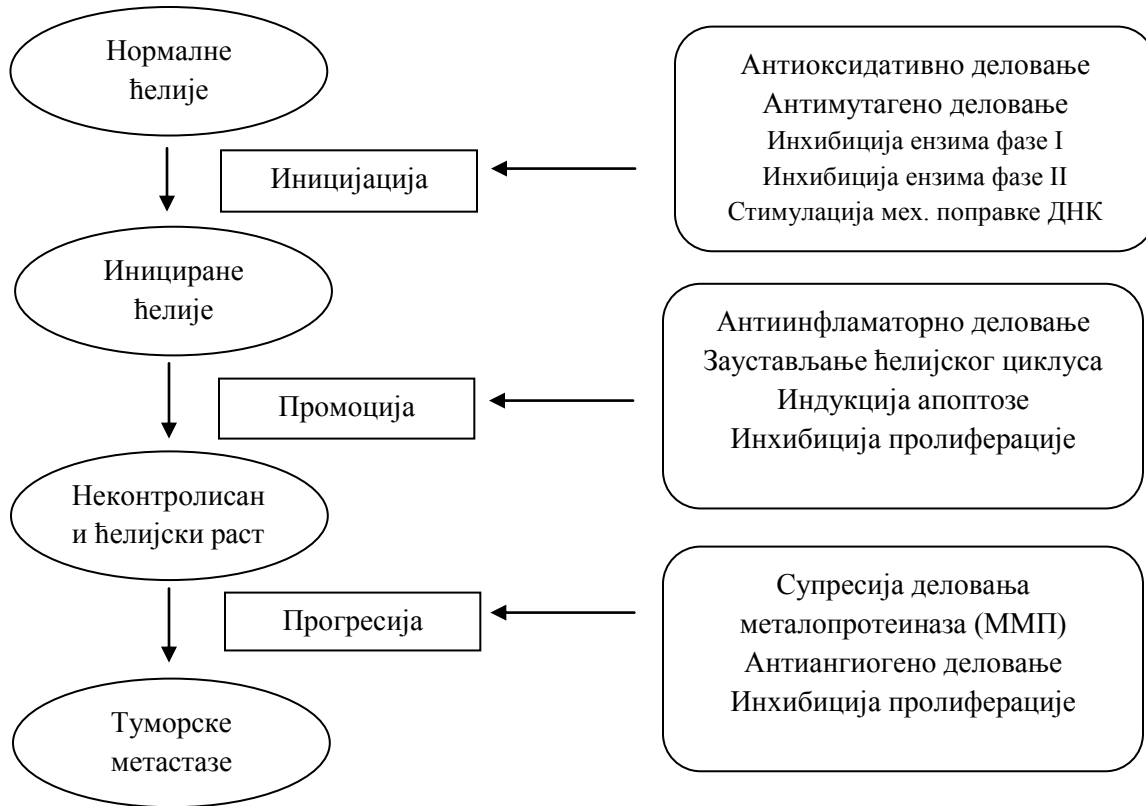 Нормалне
ћелије
Антиоксидативно деловање
Антимутагено деловање
Инхибиција ензима фазе I
Инхибиција ензима фазе II
Стимулација мех. поправке ДНК
Иницијација
Инициране
ћелије
Антиинфламаторно деловање
Заустављање ћелијског циклуса
Индукција апоптозе
Инхибиција пролиферације
Промоција
Неконтролисан
и ћелијски раст
Супресија деловања
металопротеиназа (ММП)
Антиангиогено деловање
Инхибиција пролиферације
Прогресија
Туморске
метастазе